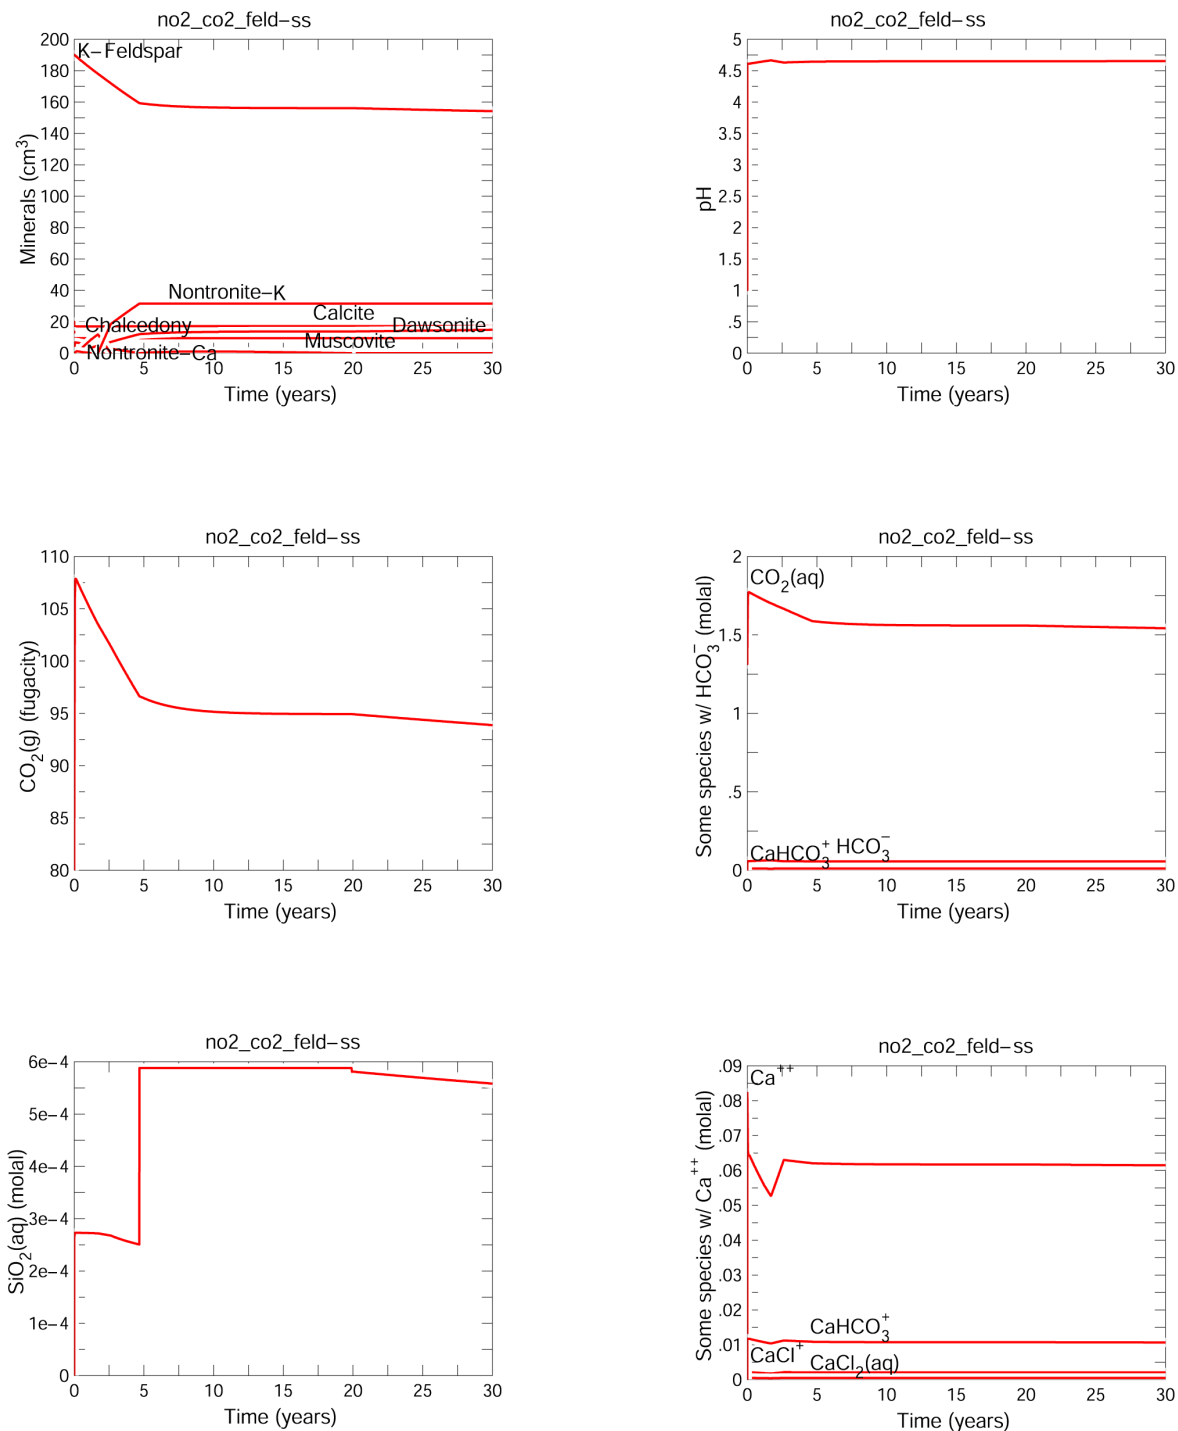 no2_co2_feld-ss
200
180
160
140
120
100
80
60
40
20
0
Minerals (cm3)
K-Feldspar
Nontronite-K
Calcite
Chalcedony
Dawsonite
Muscovite
Nontronite-Ca
0 5 10 15 20 25 30
Time (years)
no2_co2_feld-ss
5
4.5
4
3.5
3
2.5
2
1.5
1
.5
0
pH
0 5 10 15 20 25 30
Time (years)
no2_co2_feld-ss
110
105
100
95
90
85
80
CO2(g) (fugacity)
0 5 10 15 20 25 30
Time (years)
no2_co2_feld-ss
2
1.5
1
.5
0
Some species w/ HCO3− (molal)
CO2(aq)
CaHCO3+ HCO3−
0 5 10 15 20 25 30
Time (years)
no2_co2_feld-ss
6e-4
5e-4
4e-4
3e-4
2e-4
1e-4
0
SiO2(aq) (molal)
0 5 10 15 20 25 30
Time (years)
no2_co2_feld-ss
.09
.08
.07
.06
.05
.04
.03
.02
.01
0
Some species w/ Ca++ (molal)
Ca++
CaHCO3+
CaCl+
CaCl2(aq)
0 5 10 15 20 25 30
Time (years)